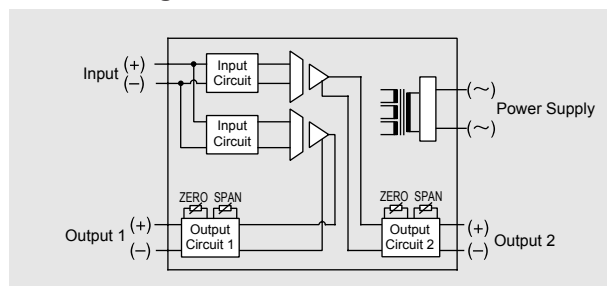 Input (+)
(−)
Input
Circuit
Input
Circuit
(~)
Power Supply
(~)
ZERO SPAN
Output 1 (+)
(−)
Output
Circuit 1
ZERO SPAN
Output
Circuit 2
(+)
Output 2
(−)